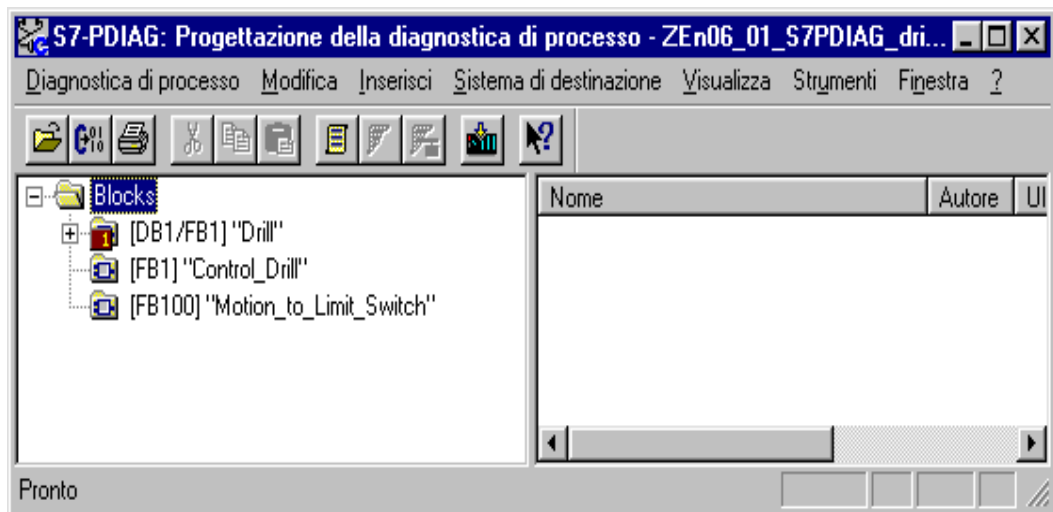 S7-PDIAG: Progettazione della diagnostica di processo - ZEn06_01_S7PDIAG_dri...
Diagnostica di processo Modifica Inserisci Sistema di destinazione Visualizza Strumenti Finestra ?
Blocks
[DB1/FB1] "Drill"
[FB1] "Control_Drill"
[FB100] "Motion_to_Limit_Switch"
Nome Autore Ul
Pronto